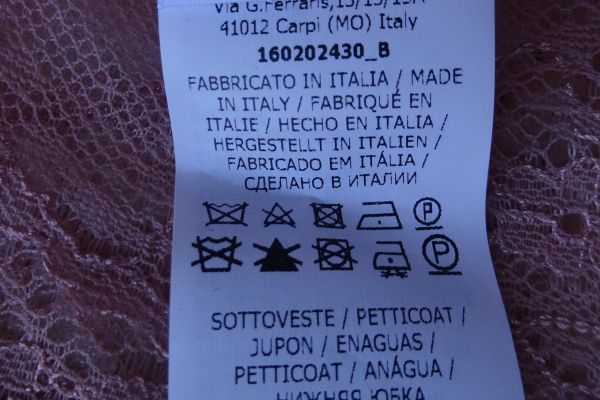 Via G.Ferraris,13/15/15A
41012 Carpi (MO) Italy
160202430_B
FABBRICATO IN ITALIA / MADE
IN ITALY / FABRIQUÉ EN
ITALIE / HECHO EN ITALIA /
HERGESTELLT IN ITALIEN /
FABRICADO EM ITÁLIA /
СДЕЛАНО В ИТАЛИИ
P
P
SOTTOVESTE / PETTICOAT /
JUPON / ENAGUAS /
PETTICOAT / ANÁGUA /
НИЖНЯЯ ЮБКА